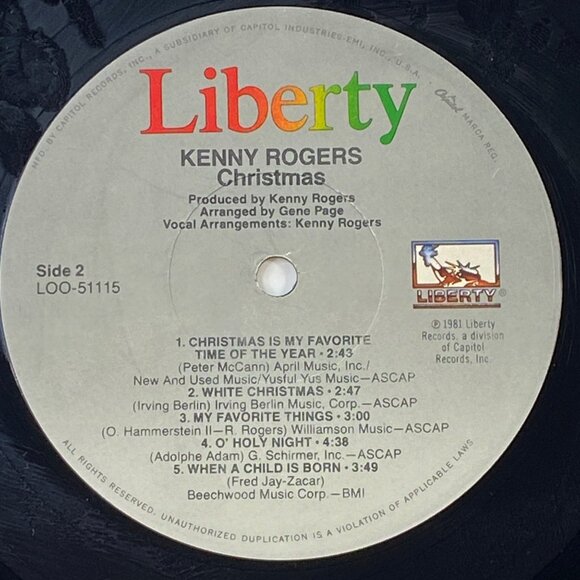 MFD. BY CAPITOL RECORDS, INC., A SUBSIDIARY OF CAPITOL INDUSTRIES-EMI, INC., U.S.A.
Capitol MARCA REG.
Liberty
KENNY ROGERS
Christmas
Produced by Kenny Rogers
Arranged by Gene Page
Vocal Arrangements: Kenny Rogers
Side 2
LOO-51115
LIBERTY®
℗ 1981 Liberty
Records, a division
of Capitol
Records, Inc.
1. CHRISTMAS IS MY FAVORITE
TIME OF THE YEAR • 2:43
(Peter McCann) April Music, Inc./
New And Used Music/Yusful Yus Music—ASCAP
2. WHITE CHRISTMAS • 2:47
(Irving Berlin) Irving Berlin Music, Corp.—ASCAP
3. MY FAVORITE THINGS • 3:00
(O. Hammerstein II—R. Rogers) Williamson Music—ASCAP
4. O' HOLY NIGHT • 4:38
(Adolphe Adam) G. Schirmer, Inc.—ASCAP
5. WHEN A CHILD IS BORN • 3:49
(Fred Jay-Zacar)
Beechwood Music Corp.—BMI
ALL RIGHTS RESERVED. UNAUTHORIZED DUPLICATION IS A VIOLATION OF APPLICABLE LAWS